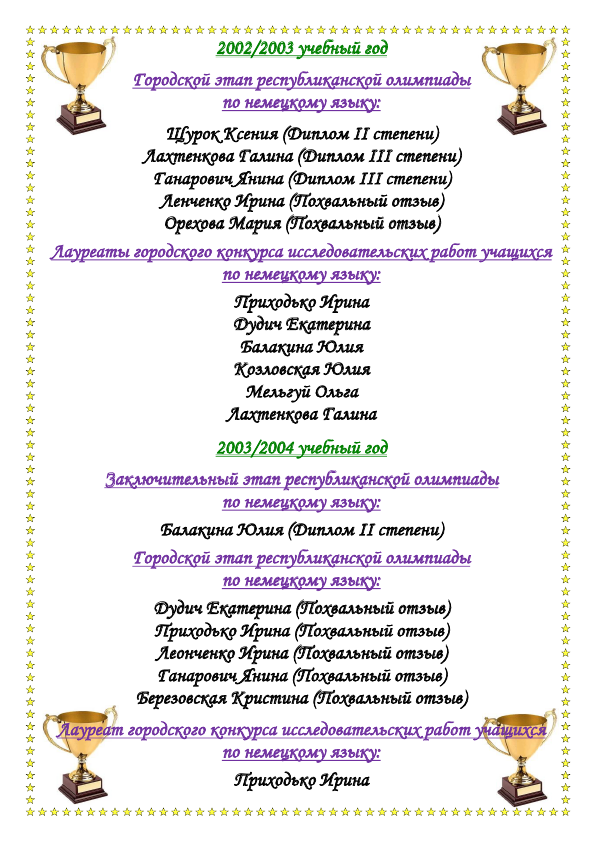 2002/2003 учебный год
Городской этап республиканской олимпиады
по немецкому языку:
Щурок Ксения (Диплом II степени)
Лахтенкова Галина (Диплом III степени)
Ганарович Янина (Диплом III степени)
Ленченко Ирина (Похвальный отзыв)
Орехова Мария (Похвальный отзыв)
Лауреаты городского конкурса исследовательских работ учащихся
по немецкому языку:
Приходько Ирина
Дудич Екатерина
Балакина Юлия
Козловская Юлия
Мельгуй Ольга
Лахтенкова Галина
2003/2004 учебный год
Заключительный этап республиканской олимпиады
по немецкому языку:
Балакина Юлия (Диплом II степени)
Городской этап республиканской олимпиады
по немецкому языку:
Дудич Екатерина (Похвальный отзыв)
Приходько Ирина (Похвальный отзыв)
Леонченко Ирина (Похвальный отзыв)
Ганарович Янина (Похвальный отзыв)
Березовская Кристина (Похвальный отзыв)
Лауреат городского конкурса исследовательских работ учащихся
по немецкому языку:
Приходько Ирина